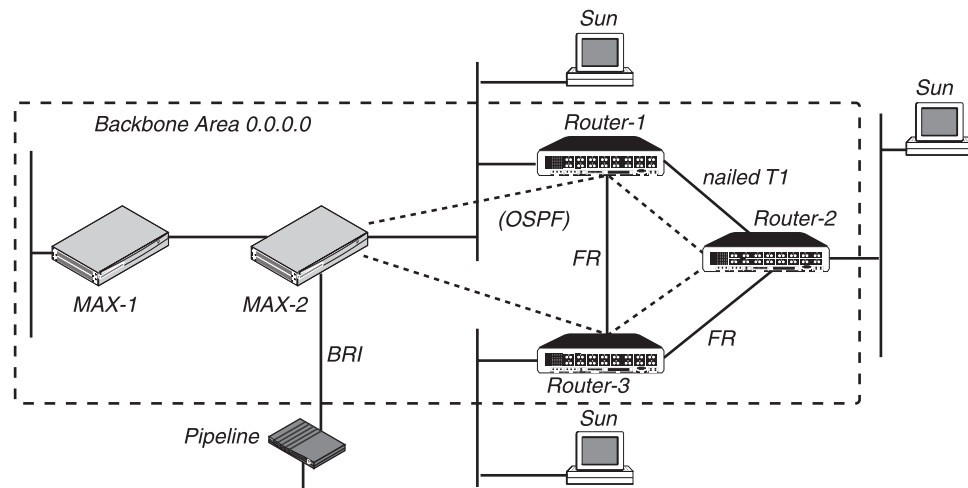 Sun
Sun
Backbone Area 0.0.0.0
Router-1
nailed T1
(OSPF)
Router-2
FR
MAX-1
MAX-2
BRI
FR
Router-3
Pipeline
Sun